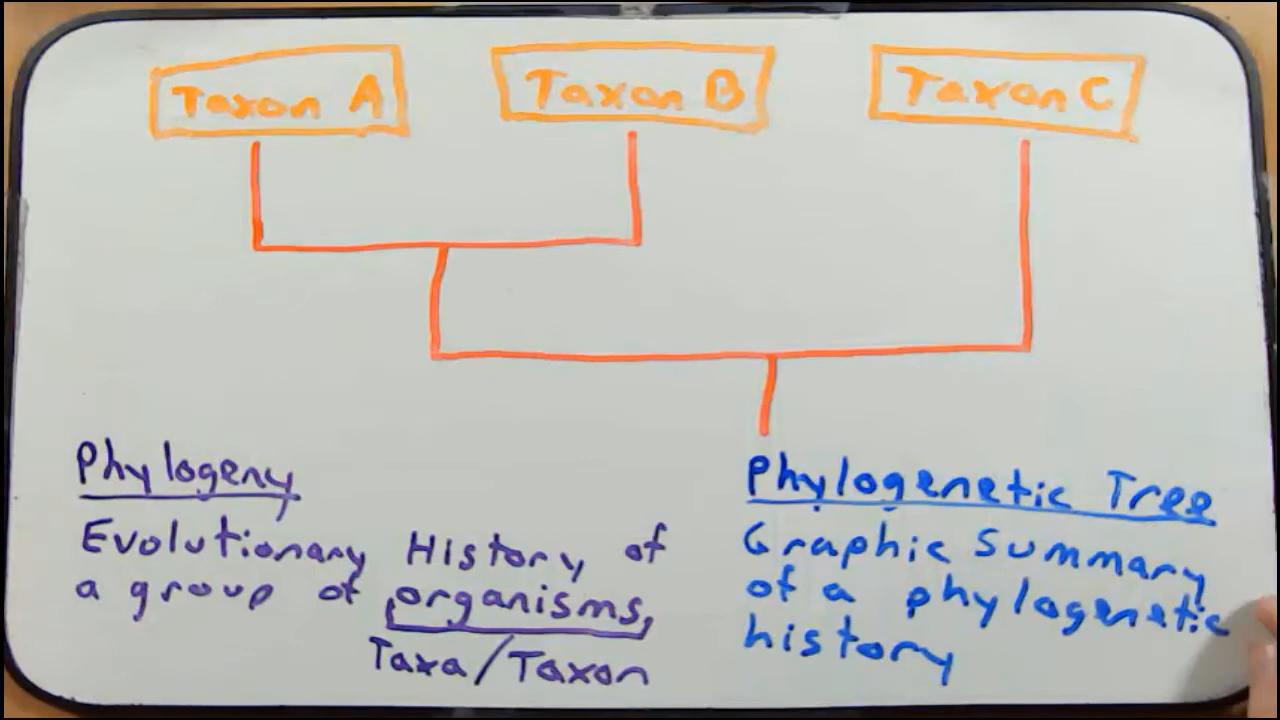 Taxon A
Taxon B
Taxon C
Phylogeny
Evolutionary History of
a group of organisms,
Taxa/Taxon
Phylogenetic Tree
Graphic Summary
of a phylogenetic
history